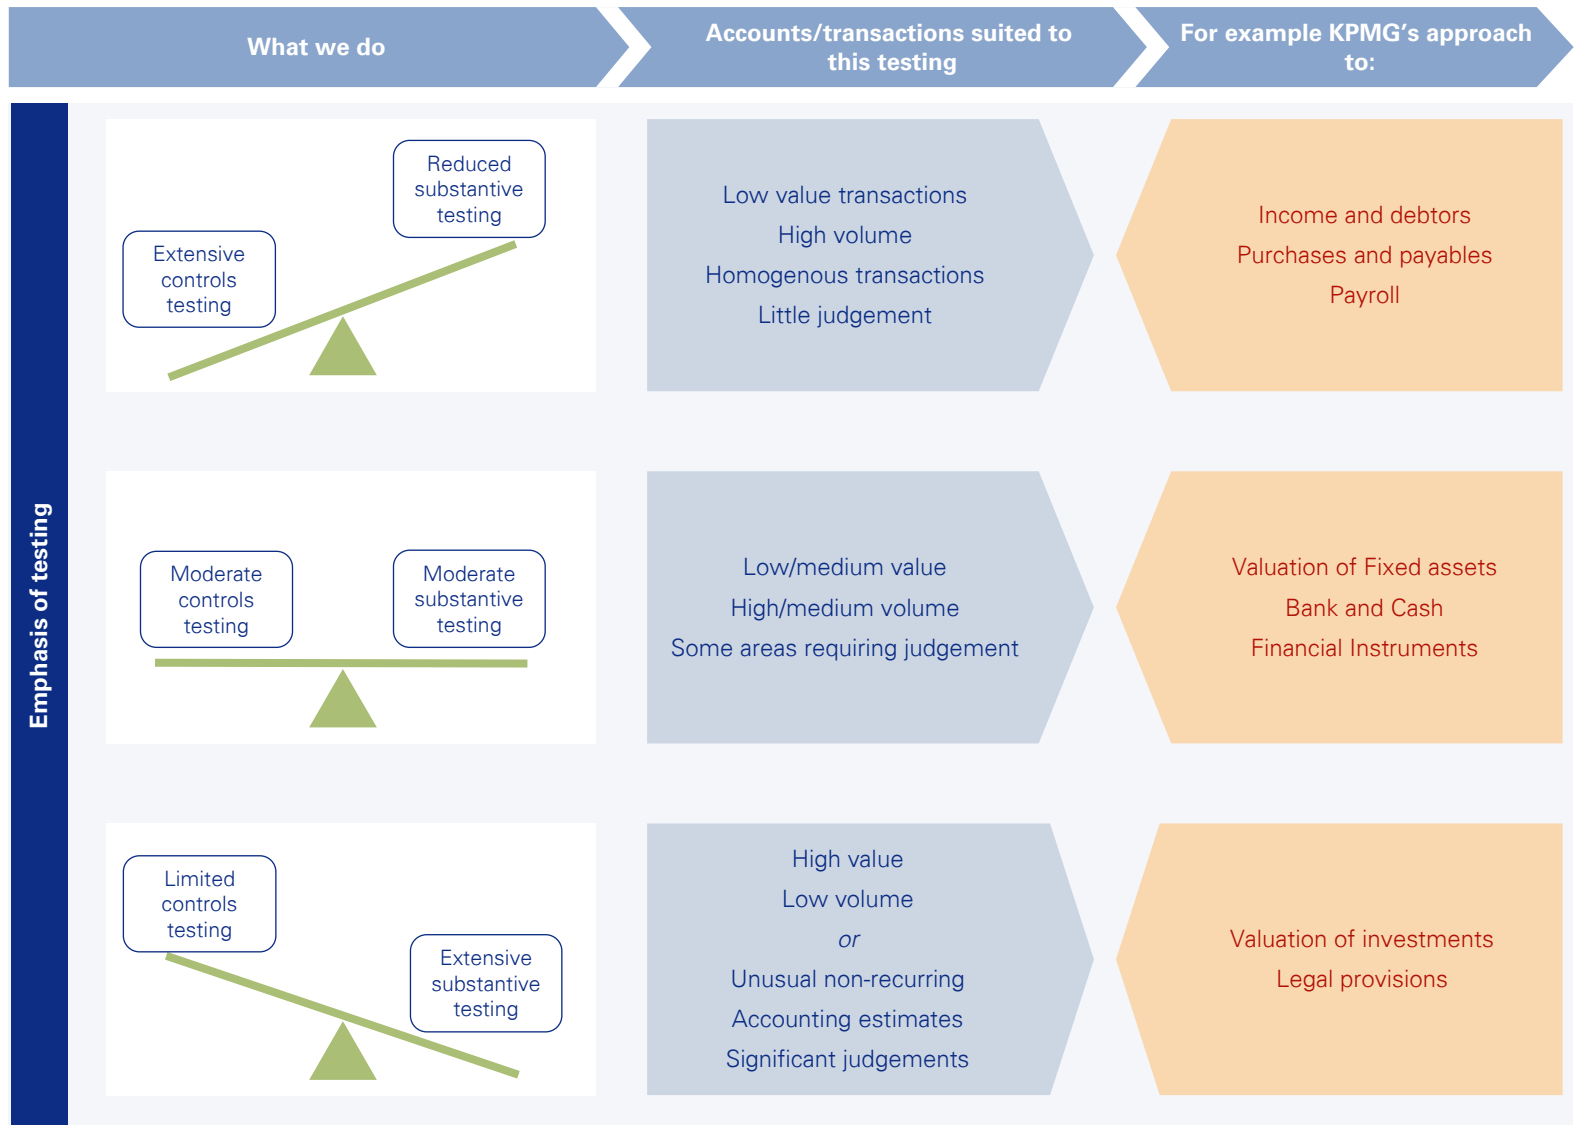 What we do
Accounts/transactions suited to
this testing
For example KPMG's approach
to:
Emphasis of testing
Extensive
controls
testing
Reduced
substantive
testing
Low value transactions
High volume
Homogenous transactions
Little judgement
Income and debtors
Purchases and payables
Payroll
Moderate
controls
testing
Moderate
substantive
testing
Low/medium value
High/medium volume
Some areas requiring judgement
Valuation of Fixed assets
Bank and Cash
Financial Instruments
Limited
controls
testing
Extensive
substantive
testing
High value
Low volume
or
Unusual non-recurring
Accounting estimates
Significant judgements
Valuation of investments
Legal provisions